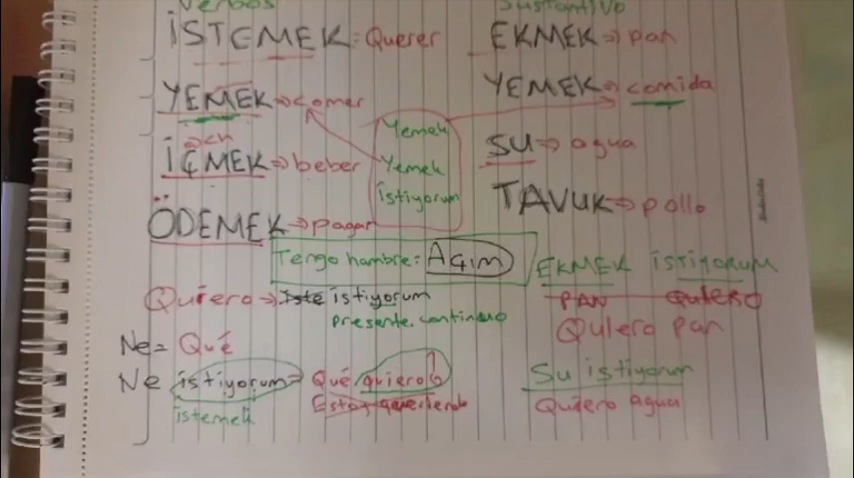 Verbos
Sustantivo
İSTEMEK: Querer
EKMEK⇒ pan
YEMEK⇒comer
YEMEK⇒ comida
Yemek
Yemek
istiyorum
İÇMEK⇒beber
SU⇒ agua
ÖDEMEK⇒pagar
TAVUK⇒pollo
Tengo hambre: Açım
EKMEK İSTİYORUM
PAN QUIERO
Quiero pan
Quiero⇒ iste istiyorum
presente continuo
Ne= Qué
Ne istiyorum= Qué quiero
istemek
Estoy queriendo
Su istiyorum
Quiero agua